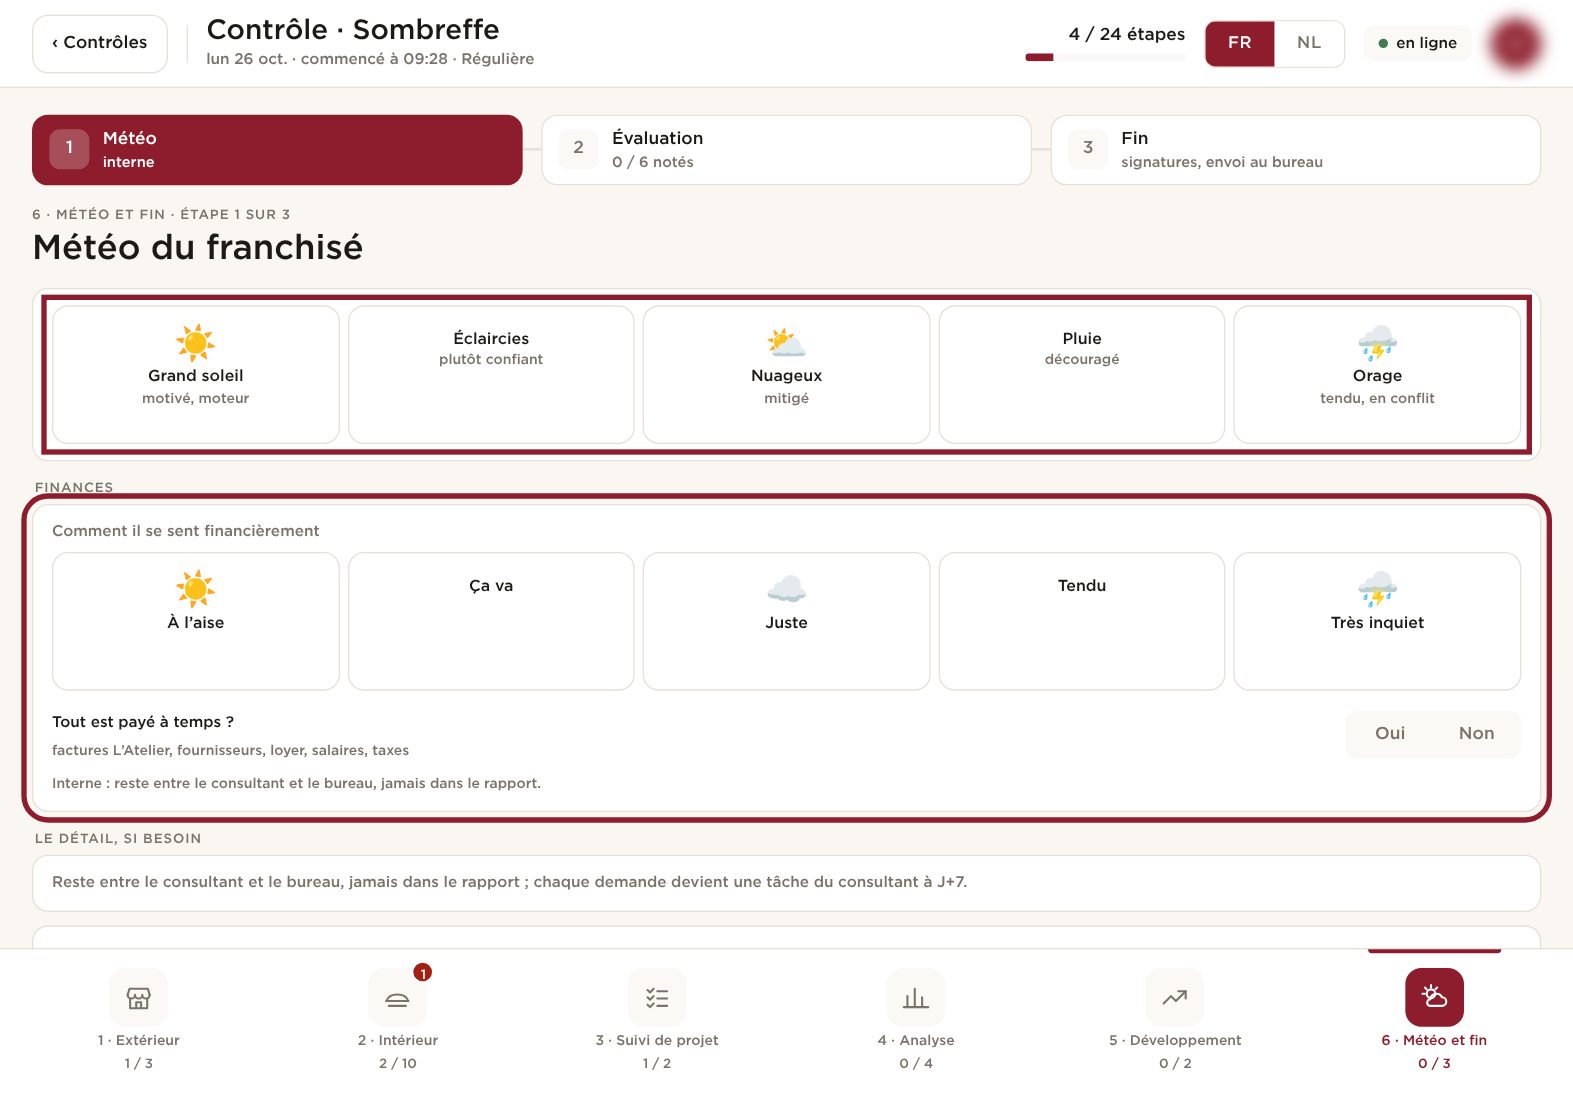 ‹ Contrôles
Contrôle · Sombreffe
lun 26 oct. · commencé à 09:28 · Régulière
4 / 24 étapes
FR
NL
en ligne
1
Météo
interne
2
Évaluation
0 / 6 notés
3
Fin
signatures, envoi au bureau
6 · MÉTÉO ET FIN · ÉTAPE 1 SUR 3
Météo du franchisé
Grand soleil
motivé, moteur
Éclaircies
plutôt confiant
Nuageux
mitigé
Pluie
découragé
Orage
tendu, en conflit
FINANCES
Comment il se sent financièrement
À l’aise
Ça va
Juste
Tendu
Très inquiet
Tout est payé à temps ?
factures L’Atelier, fournisseurs, loyer, salaires, taxes
Oui
Non
Interne : reste entre le consultant et le bureau, jamais dans le rapport.
LE DÉTAIL, SI BESOIN
Reste entre le consultant et le bureau, jamais dans le rapport ; chaque demande devient une tâche du consultant à J+7.
1 · Extérieur
1 / 3
1
2 · Intérieur
2 / 10
3 · Suivi de projet
1 / 2
4 · Analyse
0 / 4
5 · Développement
0 / 2
6 · Météo et fin
0 / 3